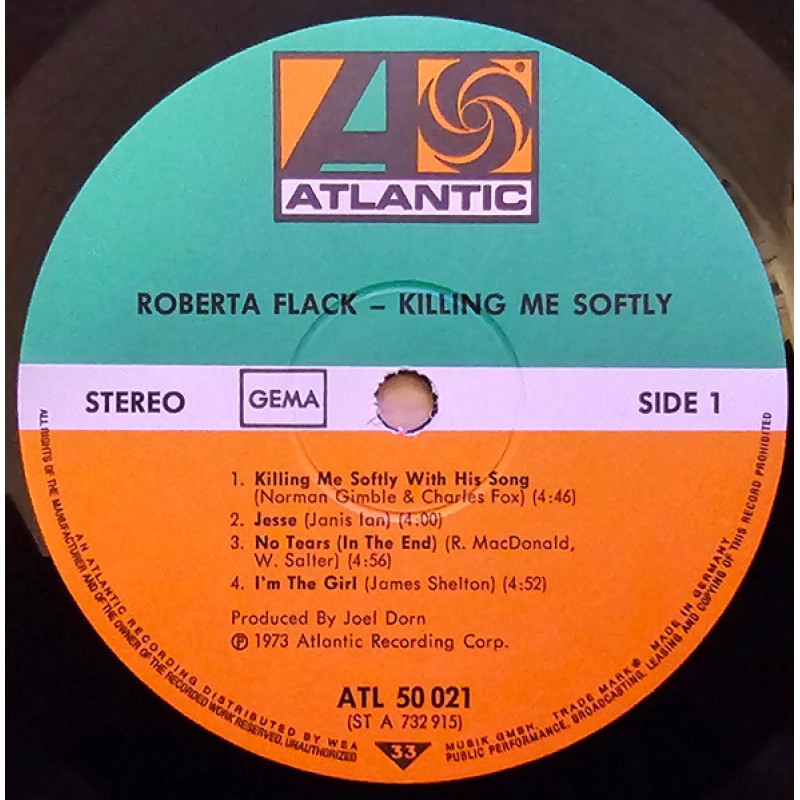 ATLANTIC
®
ROBERTA FLACK – KILLING ME SOFTLY
STEREO
GEMA
SIDE 1
1. Killing Me Softly With His Song
(Norman Gimble & Charles Fox) (4:46)
2. Jesse (Janis Ian) (4:00)
3. No Tears (In The End) (R. MacDonald,
W. Salter) (4:56)
4. I'm The Girl (James Shelton) (4:52)
Produced By Joel Dorn
℗ 1973 Atlantic Recording Corp.
ATL 50 021
(ST A 732 915)
33
AN ATLANTIC RECORDING DISTRIBUTED BY WEA MUSIK GMBH. TRADE MARK® MADE IN GERMANY
ALL RIGHTS OF THE MANUFACTURER AND OF THE OWNER OF THE RECORDED WORK RESERVED, UNAUTHORIZED PUBLIC PERFORMANCE, BROADCASTING, LEASING AND COPYING OF THIS RECORD PROHIBITED